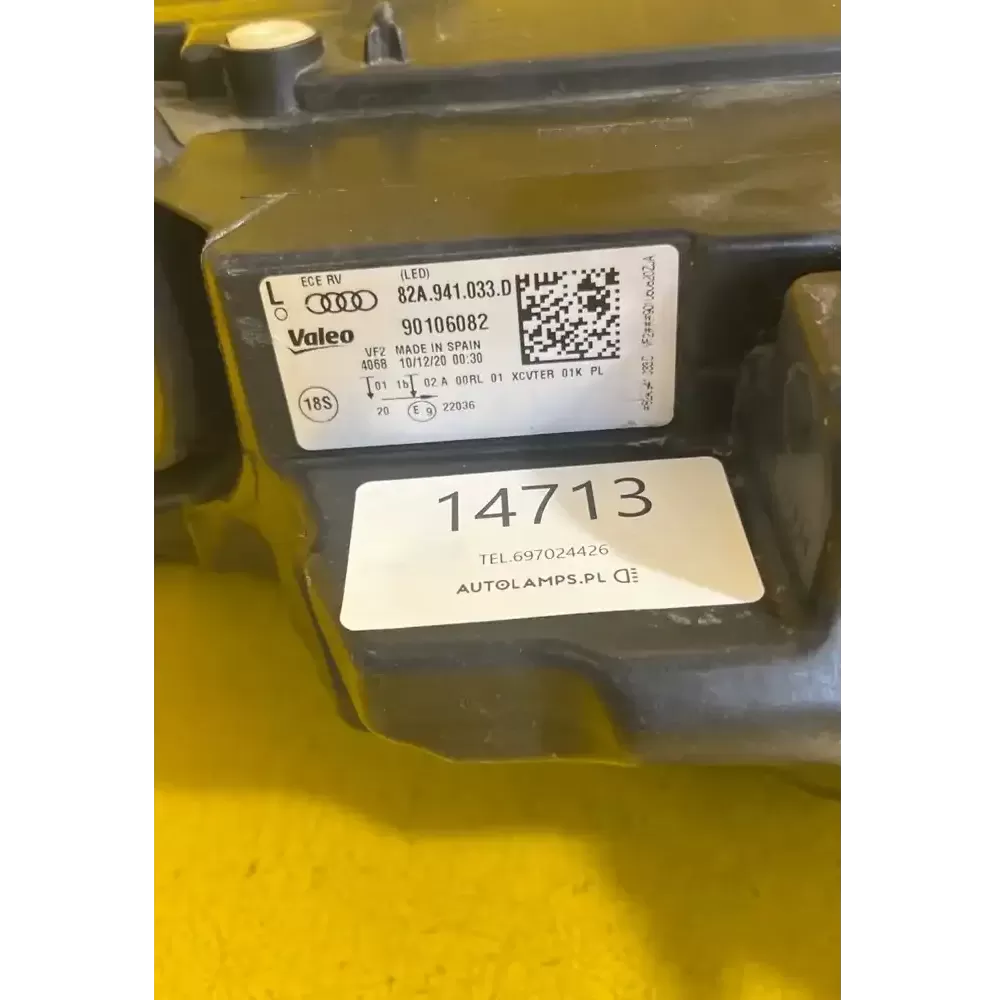 L
ECE RV
(LED)
82A.941.033.D
Valeo
90106082
VF2 MADE IN SPAIN
4068 10/12/20 00:30
01 1b 02 A 00RL 01 XCVTER 01K PL
18S
20 E 9 22036
14713
TEL.697024426
AUTOLAMPS.PL